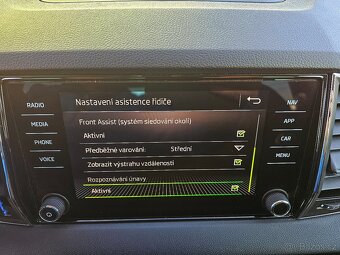 Nastavení asistence řidiče
RADIO
MEDIA
PHONE
VOICE
Front Assist (systém sledování okolí)
Aktivní
Předběžné varování: Střední
Zobrazit výstrahu vzdálenosti
Rozpoznávání únavy
Aktivní
NAV
APP
CAR
MENU